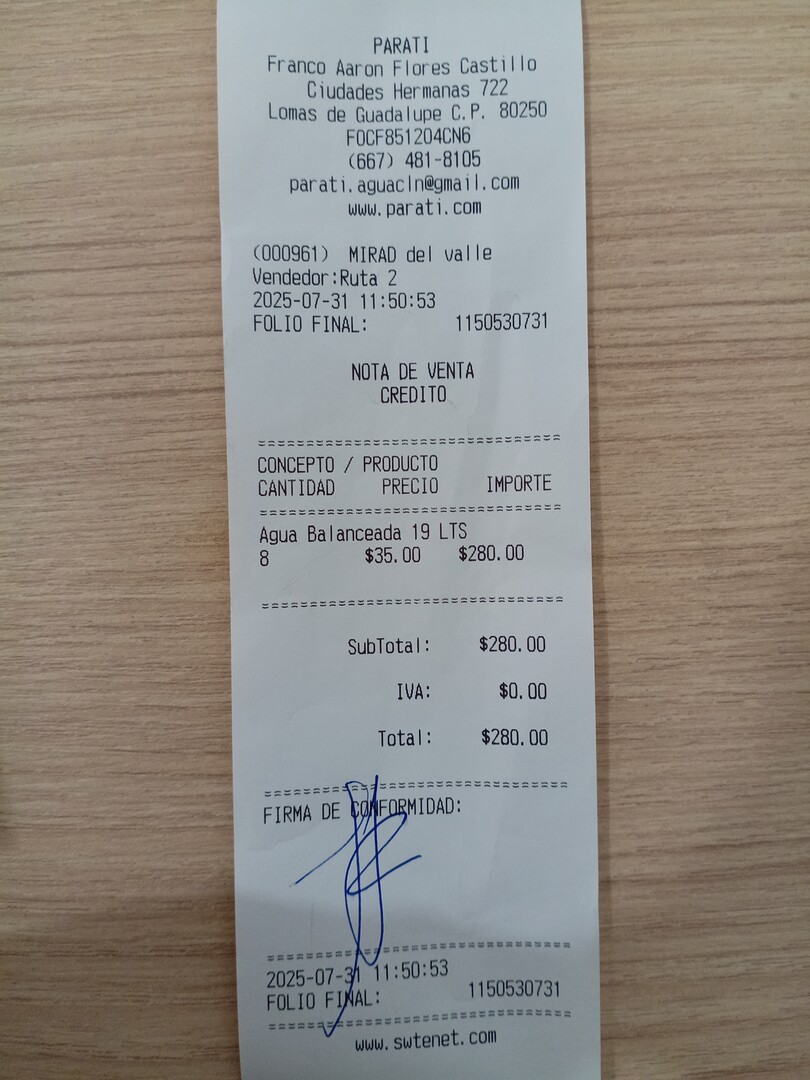 PARATI
Franco Aaron Flores Castillo
Ciudades Hermanas 722
Lomas de Guadalupe C.P. 80250
FOCF851204CN6
(667) 481-8105
parati.aguacln@gmail.com
www.parati.com
(000961) MIRAD del valle
Vendedor:Ruta 2
2025-07-31 11:50:53
FOLIO FINAL: 1150530731
NOTA DE VENTA
CREDITO
==============================
CONCEPTO / PRODUCTO
CANTIDAD PRECIO IMPORTE
==============================
Agua Balanceada 19 LTS
8 $35.00 $280.00
==============================
SubTotal: $280.00
IVA: $0.00
Total: $280.00
==============================
FIRMA DE CONFORMIDAD:
==============================
2025-07-31 11:50:53
FOLIO FINAL: 1150530731
==============================
www.swtenet.com